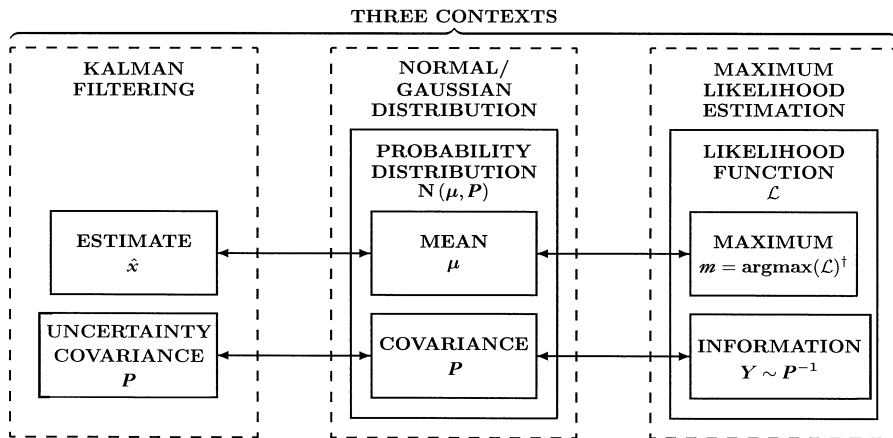 THREE CONTEXTS
KALMAN
FILTERING
ESTIMATE
x̂
UNCERTAINTY
COVARIANCE
P
NORMAL/
GAUSSIAN
DISTRIBUTION
PROBABILITY
DISTRIBUTION
N (μ, P)
MEAN
μ
COVARIANCE
P
MAXIMUM
LIKELIHOOD
ESTIMATION
LIKELIHOOD
FUNCTION
ℒ
MAXIMUM
m = argmax(ℒ)†
INFORMATION
Y ∼ P⁻¹